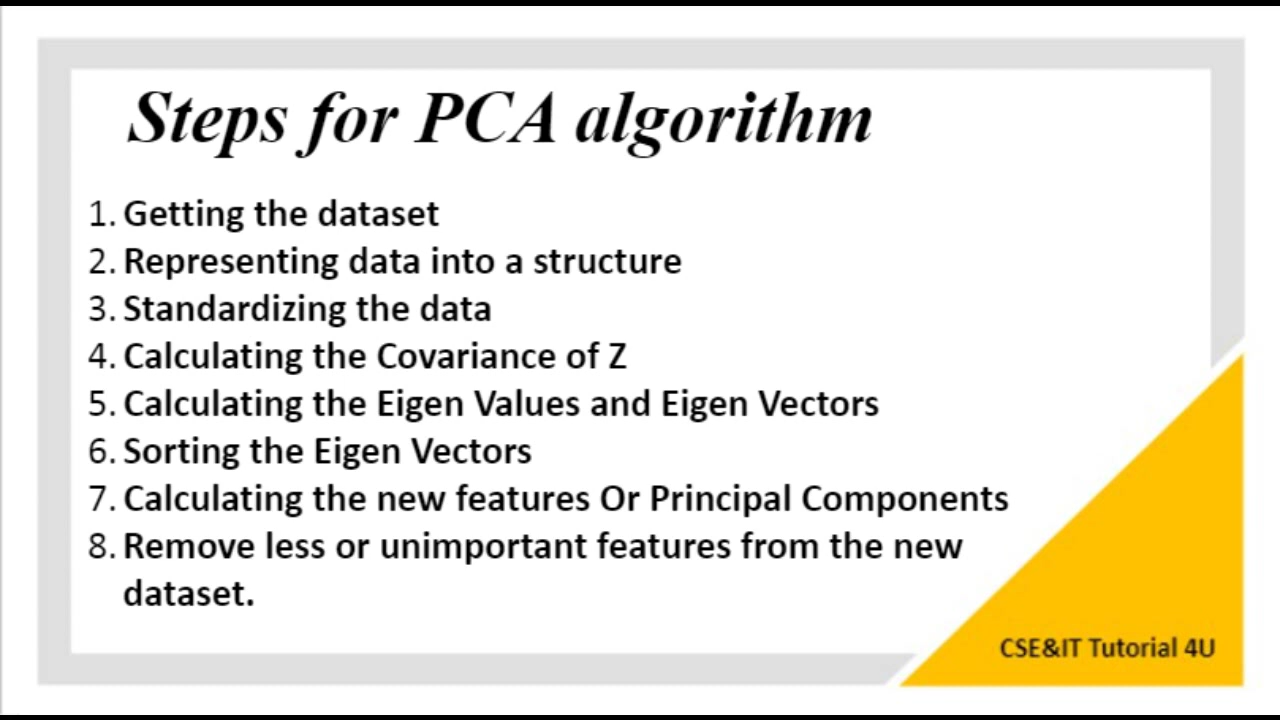 Steps for PCA algorithm
1. Getting the dataset
2. Representing data into a structure
3. Standardizing the data
4. Calculating the Covariance of Z
5. Calculating the Eigen Values and Eigen Vectors
6. Sorting the Eigen Vectors
7. Calculating the new features Or Principal Components
8. Remove less or unimportant features from the new
dataset.
CSE&IT Tutorial 4U